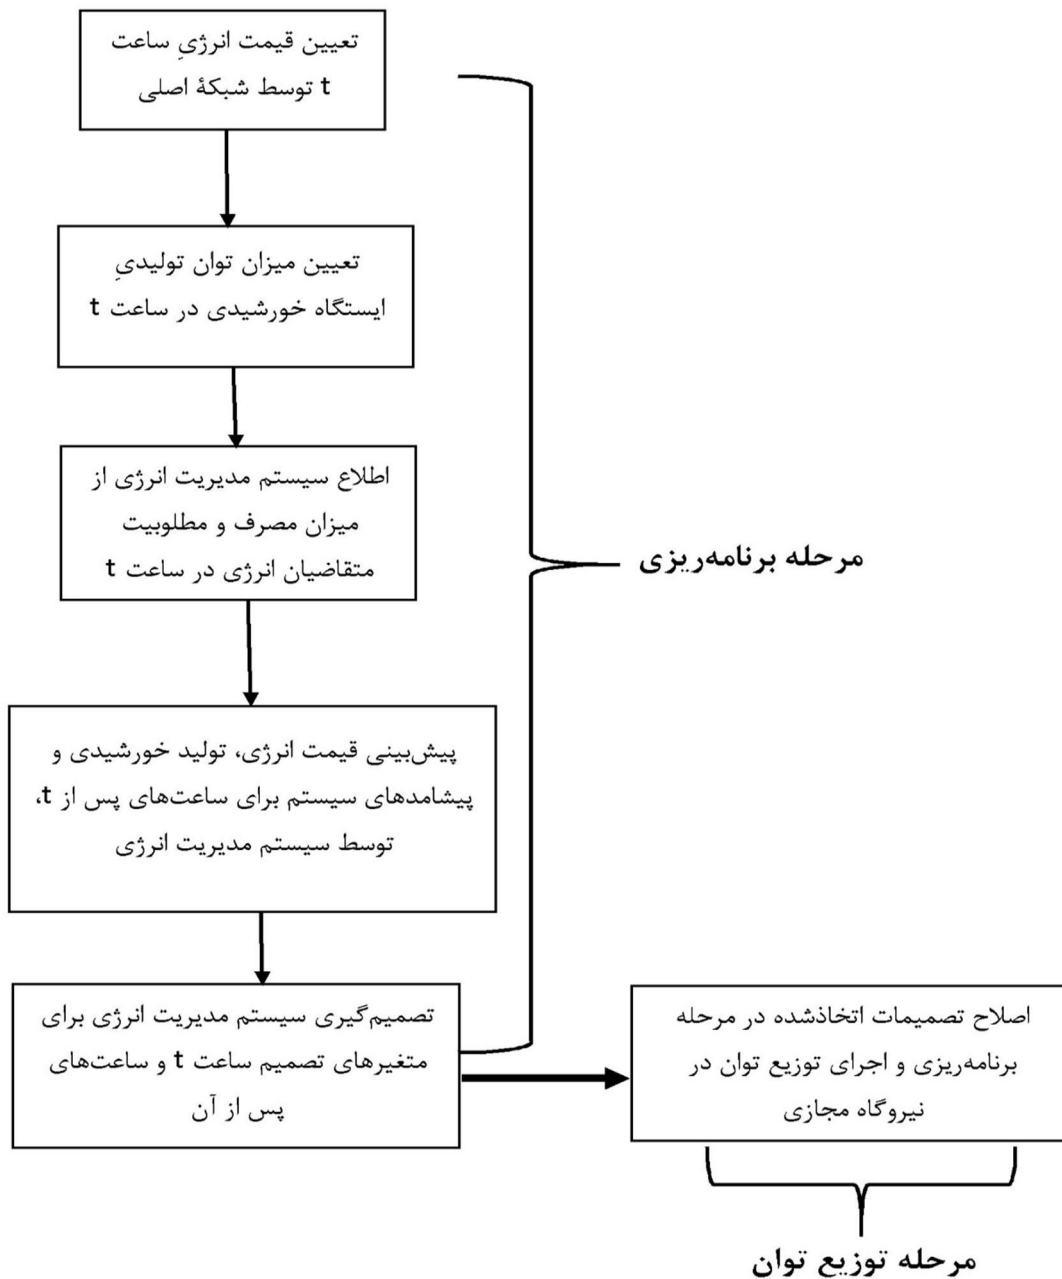 تعیین قیمت انرژیِ ساعت
t توسط شبکهٔ اصلی
تعیین میزان توان تولیدیِ
ایستگاه خورشیدی در ساعت t
اطلاع سیستم مدیریت انرژی از
میزان مصرف و مطلوبیت
متقاضیان انرژی در ساعت t
مرحله برنامه‌ریزی
پیش‌بینی قیمت انرژی، تولید خورشیدی و
پیشامدهای سیستم برای ساعت‌های پس از t،
توسط سیستم مدیریت انرژی
تصمیم‌گیری سیستم مدیریت انرژی برای
متغیرهای تصمیم ساعت t و ساعت‌های
پس از آن
اصلاح تصمیمات اتخاذشده در مرحله
برنامه‌ریزی و اجرای توزیع توان در
نیروگاه مجازی
مرحله توزیع توان